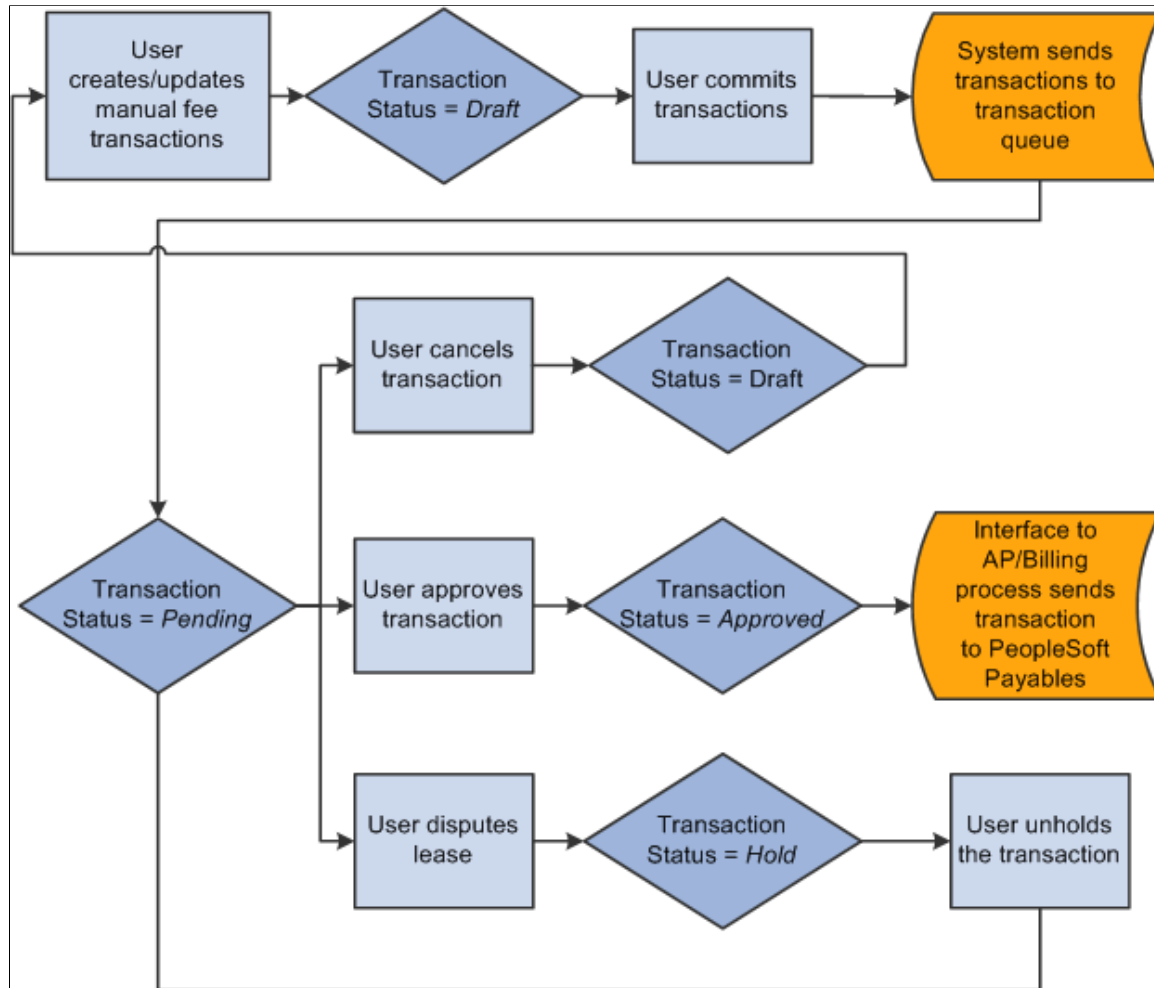 User
creates/updates
manual fee
transactions
Transaction
Status = Draft
User commits
transactions
System sends
transactions to
transaction
queue
User cancels
transaction
Transaction
Status = Draft
Transaction
Status = Pending
User approves
transaction
Transaction
Status = Approved
Interface to
AP/Billing
process sends
transaction
to PeopleSoft
Payables
User disputes
lease
Transaction
Status = Hold
User unholds
the transaction